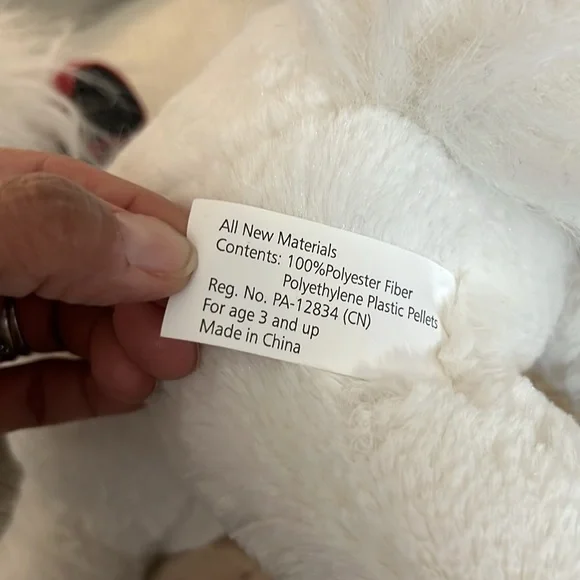 All New Materials
Contents: 100%Polyester Fiber
Polyethylene Plastic Pellets
Reg. No. PA-12834 (CN)
For age 3 and up
Made in China